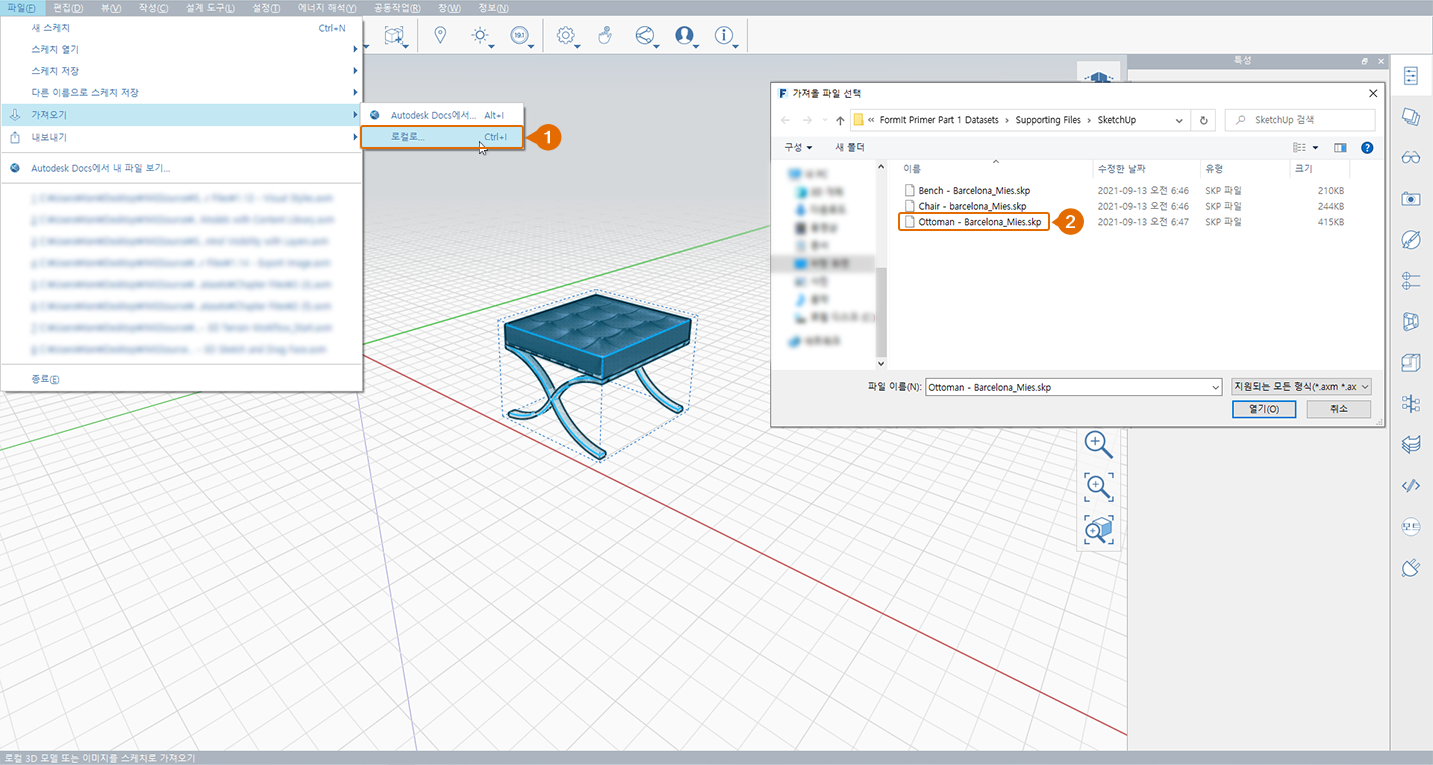 파일(F) 편집(D) 뷰(V) 작성(C) 설계 도구(L) 설정(T) 에너지 해석(Y) 공동작업(R) 창(W) 정보(N)
새 스케치 Ctrl+N
스케치 열기
스케치 저장
다른 이름으로 스케치 저장
가져오기
내보내기
Autodesk Docs에서 내 파일 보기...
종료(E)
Autodesk Docs에서... Alt+I
로컬로... Ctrl+I
1
19.1
특성
가져올 파일 선택
« FormIt Primer Part 1 Datasets > Supporting Files > SketchUp
SketchUp 검색
구성 새 폴더
이름 수정한 날짜 유형 크기
Bench - Barcelona_Mies.skp 2021-09-13 오전 6:46 SKP 파일 210KB
Chair - barcelona_Mies.skp 2021-09-13 오전 6:46 SKP 파일 244KB
Ottoman - Barcelona_Mies.skp 2021-09-13 오전 6:47 SKP 파일 415KB
2
파일 이름(N): Ottoman - Barcelona_Mies.skp 지원되는 모든 형식(*.axm *.ax
열기(O) 취소
모드
로컬 3D 모델 또는 이미지를 스케치로 가져오기